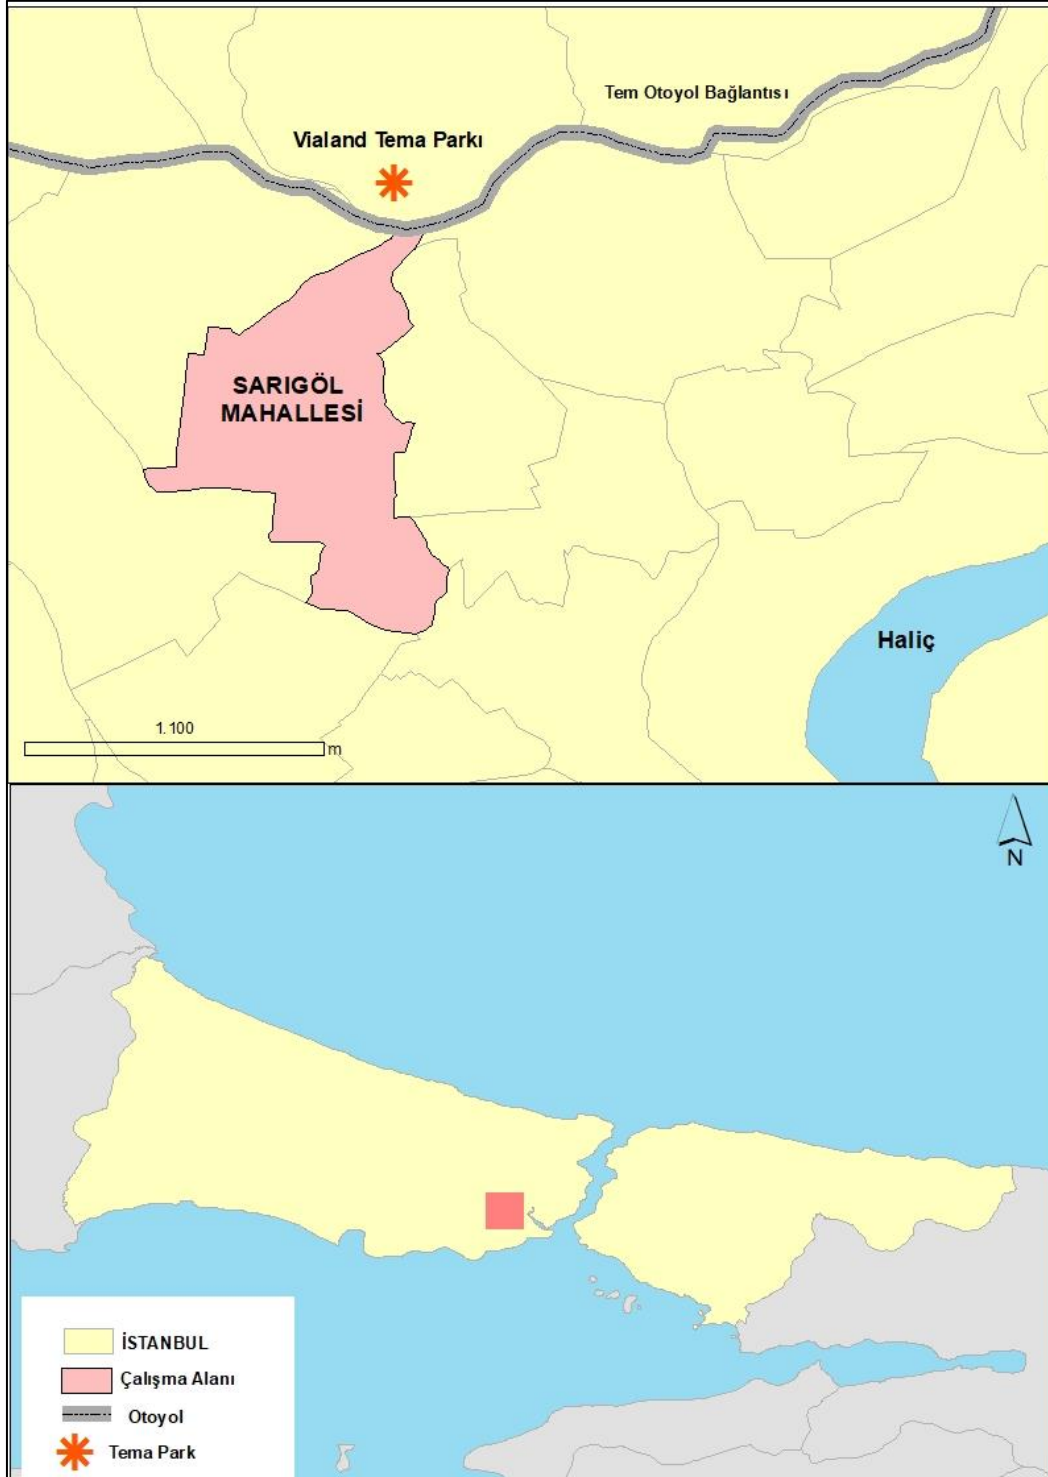 Tem Otoyol Bağlantısı
Vialand Tema Parkı
SARIGÖL
MAHALLESİ
Haliç
1.100
m
N
İSTANBUL
Çalışma Alanı
Otoyol
Tema Park